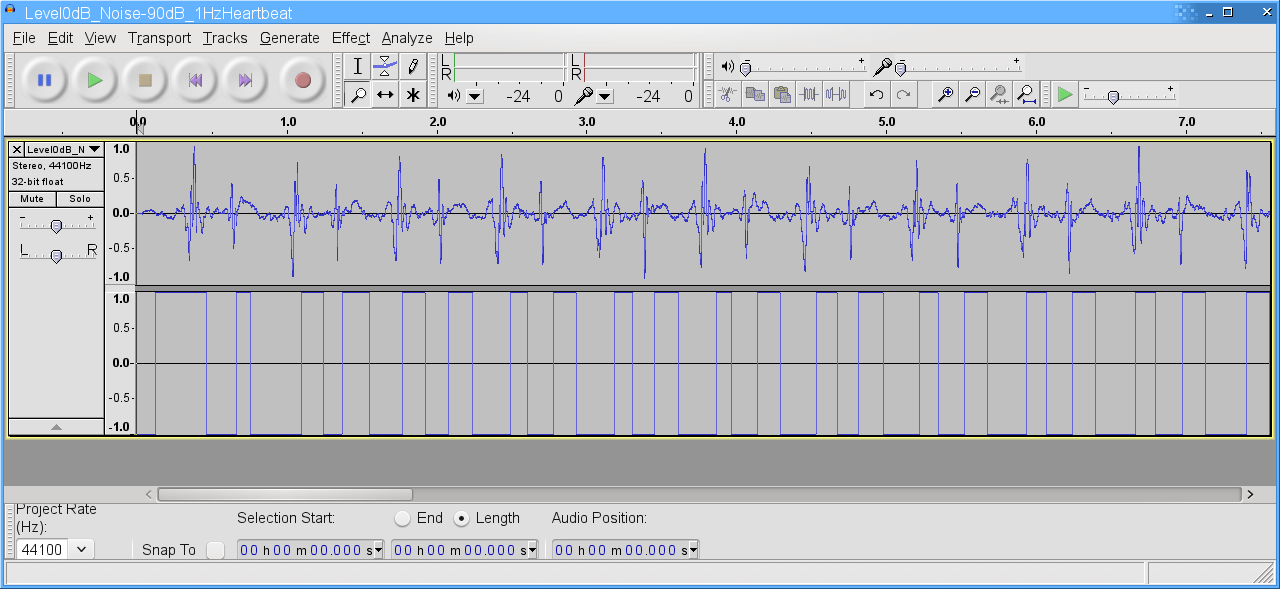 Level0dB_Noise-90dB_1HzHeartbeat
File Edit View Transport Tracks Generate Effect Analyze Help
L
R
-24 0
L
R
-24 0
- +
- +
- +
0.0 1.0 2.0 3.0 4.0 5.0 6.0 7.0
Level0dB_N
Stereo, 44100Hz
32-bit float
Mute Solo
- +
L R
1.0
0.5-
0.0-
-0.5-
-1.0
1.0
0.5-
0.0-
-0.5-
-1.0
Project Rate
(Hz):
44100
Snap To
Selection Start:
End Length
Audio Position:
00 h 00 m 00.000 s
00 h 00 m 00.000 s
00 h 00 m 00.000 s